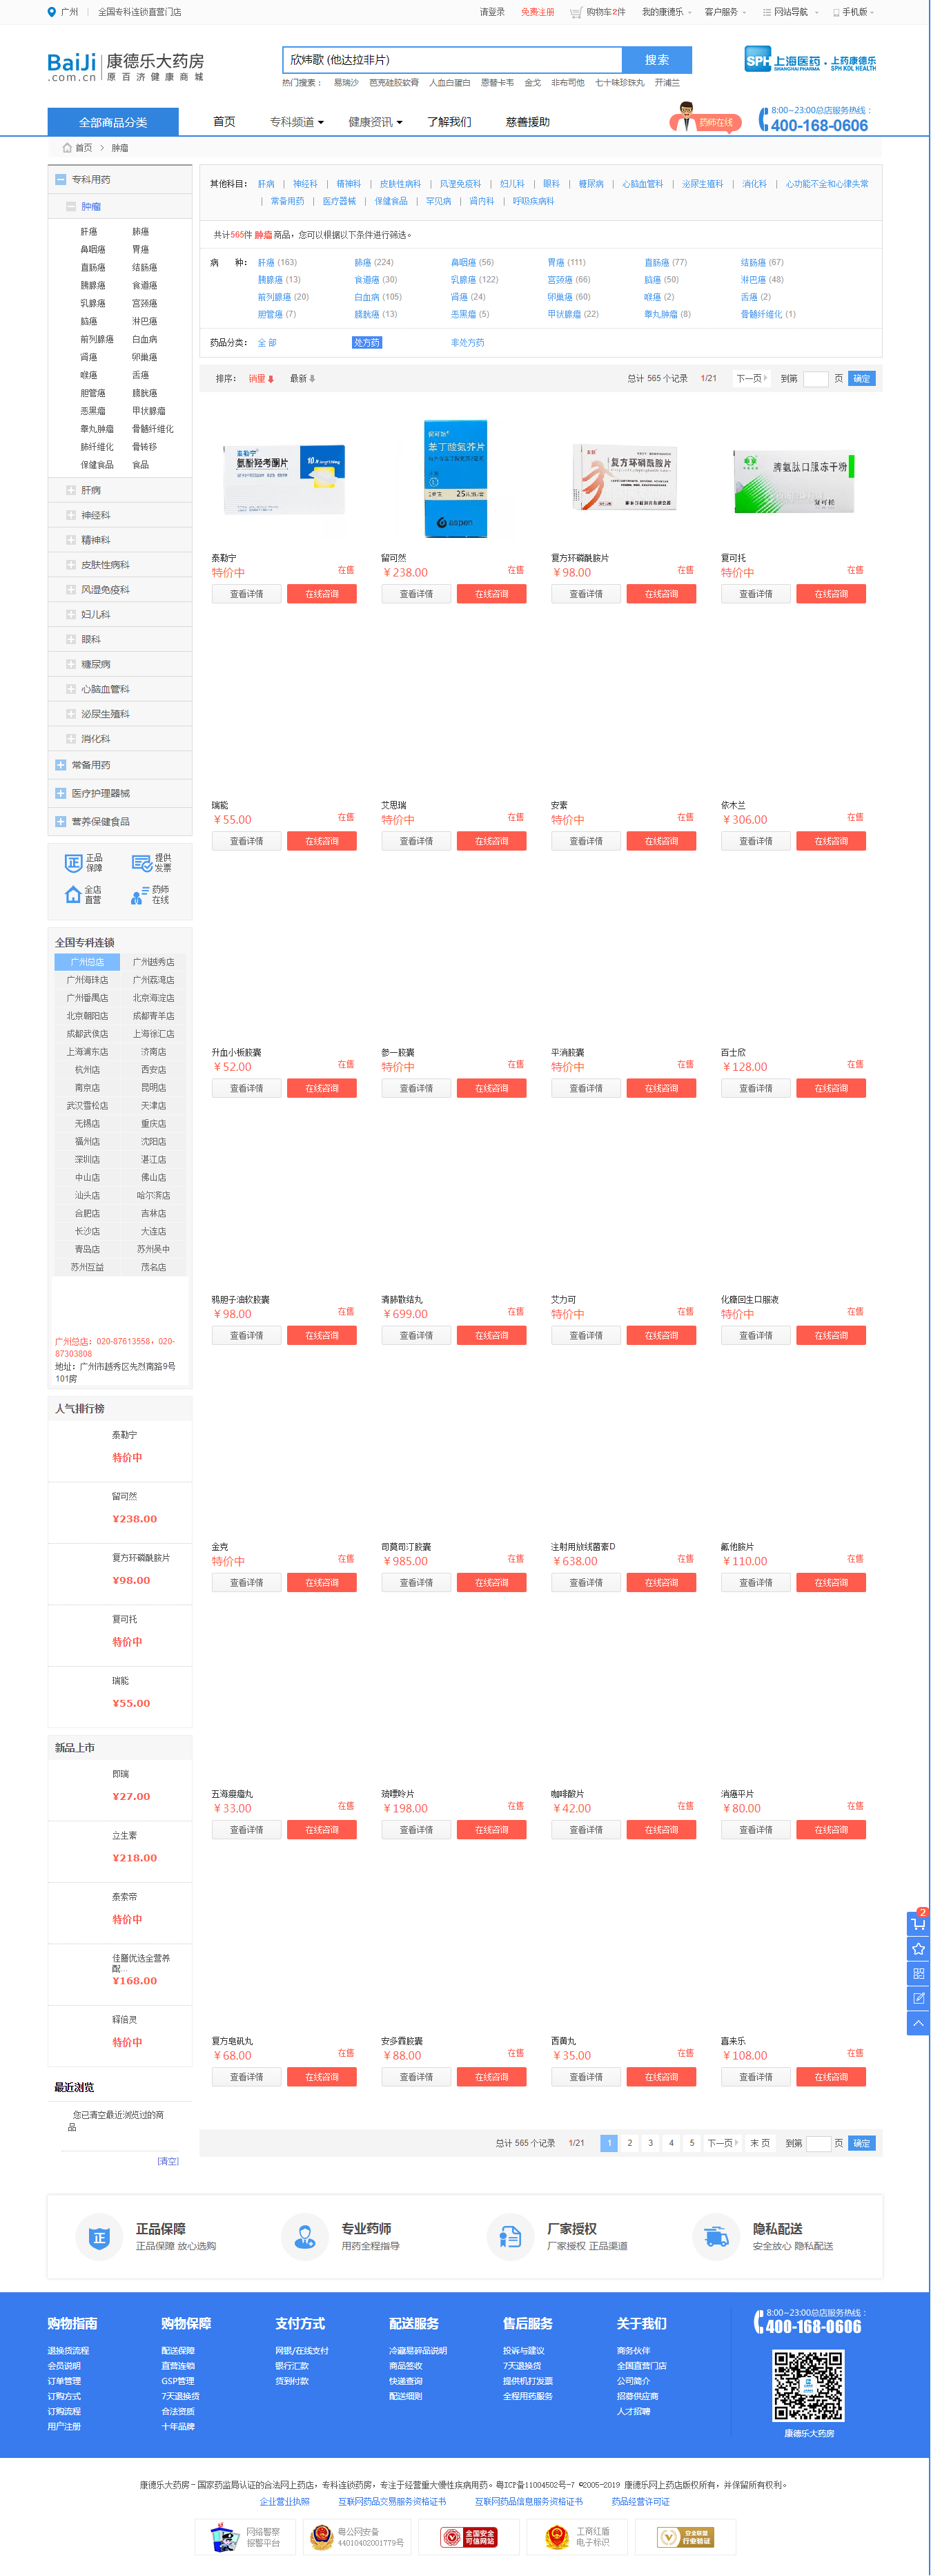 广州 全国专科连锁直营门店 请登录 免费注册 购物车2件 我的康德乐 客户服务 网站导航 手机版
BaiJi .com.cn 康德乐大药房 原百济健康商城
欣炜歌 (他达拉非片) 搜索
SPH 上海医药·上药康德乐 SPH KDL HEALTH
热门搜索： 易瑞沙 芭克硅胶软膏 人血白蛋白 恩替卡韦 金戈 非布司他 七十味珍珠丸 开浦兰
全部商品分类 首页 专科频道 健康资讯 了解我们 慈善援助 药师在线
8:00~23:00总店服务热线：
400-168-0606
首页 > 肿瘤
专科用药
肿瘤
肝癌 肺癌
鼻咽癌 胃癌
直肠癌 结肠癌
胰腺癌 食道癌
乳腺癌 宫颈癌
脑癌 淋巴癌
前列腺癌 白血病
肾癌 卵巢癌
喉癌 舌癌
胆管癌 膀胱癌
恶黑瘤 甲状腺瘤
睾丸肿瘤 骨髓纤维化
肺纤维化 骨转移
保健食品 食品
肝病
神经科
精神科
皮肤性病科
风湿免疫科
妇儿科
眼科
糖尿病
心脑血管科
泌尿生殖科
消化科
常备用药
医疗护理器械
营养保健食品
正品保障 提供发票
全店直营 药师在线
全国专科连锁
广州总店 广州越秀店
广州海珠店 广州荔湾店
广州番禺店 北京海淀店
北京朝阳店 成都青羊店
成都武侯店 上海徐汇店
上海浦东店 济南店
杭州店 西安店
南京店 昆明店
武汉雪松店 天津店
无锡店 重庆店
福州店 沈阳店
深圳店 湛江店
中山店 佛山店
汕头店 哈尔滨店
合肥店 吉林店
长沙店 大连店
青岛店 苏州吴中
苏州互益 茂名店
广州总店：020-87613558，020-
87303808
地址：广州市越秀区先烈南路9号
101房
人气排行榜
泰勒宁
特价中
留可然
¥238.00
复方环磷酰胺片
¥98.00
复可托
特价中
瑞能
¥55.00
新品上市
即瑞
¥27.00
立生素
¥218.00
泰索帝
特价中
佳膳优选全营养
配...
¥168.00
释倍灵
特价中
最近浏览
您已清空最近浏览过的商
品
[清空]
其他科目： 肝病 | 神经科 | 精神科 | 皮肤性病科 | 风湿免疫科 | 妇儿科 | 眼科 | 糖尿病 | 心脑血管科 | 泌尿生殖科 | 消化科 | 心功能不全和心律失常
| 常备用药 | 医疗器械 | 保健食品 | 罕见病 | 肾内科 | 呼吸疾病科
共计565件 肿瘤 商品，您可以根据以下条件进行筛选。
病 种： 肝癌 (163) 肺癌 (224) 鼻咽癌 (56) 胃癌 (111) 直肠癌 (77) 结肠癌 (67)
胰腺癌 (13) 食道癌 (30) 乳腺癌 (122) 宫颈癌 (66) 脑癌 (50) 淋巴癌 (48)
前列腺癌 (20) 白血病 (105) 肾癌 (24) 卵巢癌 (60) 喉癌 (2) 舌癌 (2)
胆管癌 (7) 膀胱癌 (13) 恶黑瘤 (5) 甲状腺瘤 (22) 睾丸肿瘤 (8) 骨髓纤维化 (1)
药品分类： 全 部 处方药 非处方药
排序： 销量 最新 总计 565 个记录 1/21 下一页 到第 页 确定
泰勒宁 氨酚羟考酮片 10片
留可然 苯丁酸氮芥片 25片/瓶 aspen
复方环磷酰胺片
脾氨肽口服冻干粉 复可托
泰勒宁 留可然 复方环磷酰胺片 复可托
特价中 在售 ¥238.00 在售 ¥98.00 在售 特价中 在售
查看详情 在线咨询 查看详情 在线咨询 查看详情 在线咨询 查看详情 在线咨询
瑞能 艾思瑞 安素 依木兰
¥55.00 在售 特价中 在售 特价中 在售 ¥306.00 在售
查看详情 在线咨询 查看详情 在线咨询 查看详情 在线咨询 查看详情 在线咨询
升血小板胶囊 参一胶囊 平消胶囊 百士欣
¥52.00 在售 特价中 在售 特价中 在售 ¥128.00 在售
查看详情 在线咨询 查看详情 在线咨询 查看详情 在线咨询 查看详情 在线咨询
鸦胆子油软胶囊 清肺散结丸 艾力可 化癥回生口服液
¥98.00 在售 ¥699.00 在售 特价中 在售 特价中 在售
查看详情 在线咨询 查看详情 在线咨询 查看详情 在线咨询 查看详情 在线咨询
金克 司莫司汀胶囊 注射用放线菌素D 氟他胺片
特价中 在售 ¥985.00 在售 ¥638.00 在售 ¥110.00 在售
查看详情 在线咨询 查看详情 在线咨询 查看详情 在线咨询 查看详情 在线咨询
五海瘿瘤丸 巯嘌呤片 咖啡酸片 消癌平片
¥33.00 在售 ¥198.00 在售 ¥42.00 在售 ¥80.00 在售
查看详情 在线咨询 查看详情 在线咨询 查看详情 在线咨询 查看详情 在线咨询
复方皂矾丸 安多霖胶囊 西黄丸 喜来乐
¥68.00 在售 ¥88.00 在售 ¥35.00 在售 ¥108.00 在售
查看详情 在线咨询 查看详情 在线咨询 查看详情 在线咨询 查看详情 在线咨询
总计 565 个记录 1/21 1 2 3 4 5 下一页 末 页 到第 页 确定
2
正品保障 专业药师 厂家授权 隐私配送
正品保障 放心选购 用药全程指导 厂家授权 正品渠道 安全放心 隐私配送
购物指南 购物保障 支付方式 配送服务 售后服务 关于我们
8:00~23:00总店服务热线：
400-168-0606
退换货流程 配送保障 网银/在线支付 冷藏易碎品说明 投诉与建议 商务伙伴
会员说明 直营连锁 银行汇款 商品签收 7天退换货 全国直营门店
订单管理 GSP管理 货到付款 快递查询 提供机打发票 公司简介
订购方式 7天退换货 配送细则 全程用药服务 招募供应商
订购流程 合法资质 人才招聘
用户注册 十年品牌
康德乐大药房
康德乐大药房－国家药监局认证的合法网上药店，专科连锁药房，专注于经营重大慢性疾病用药。粤ICP备11004502号-7 ©2005-2019 康德乐网上药店版权所有，并保留所有权利。
企业营业执照 互联网药品交易服务资格证书 互联网药品信息服务资格证书 药品经营许可证
网络警察报警平台 粤公网安备 44010402001779号 全国安全可信网站 工商红盾电子标识 安全联盟行业验证